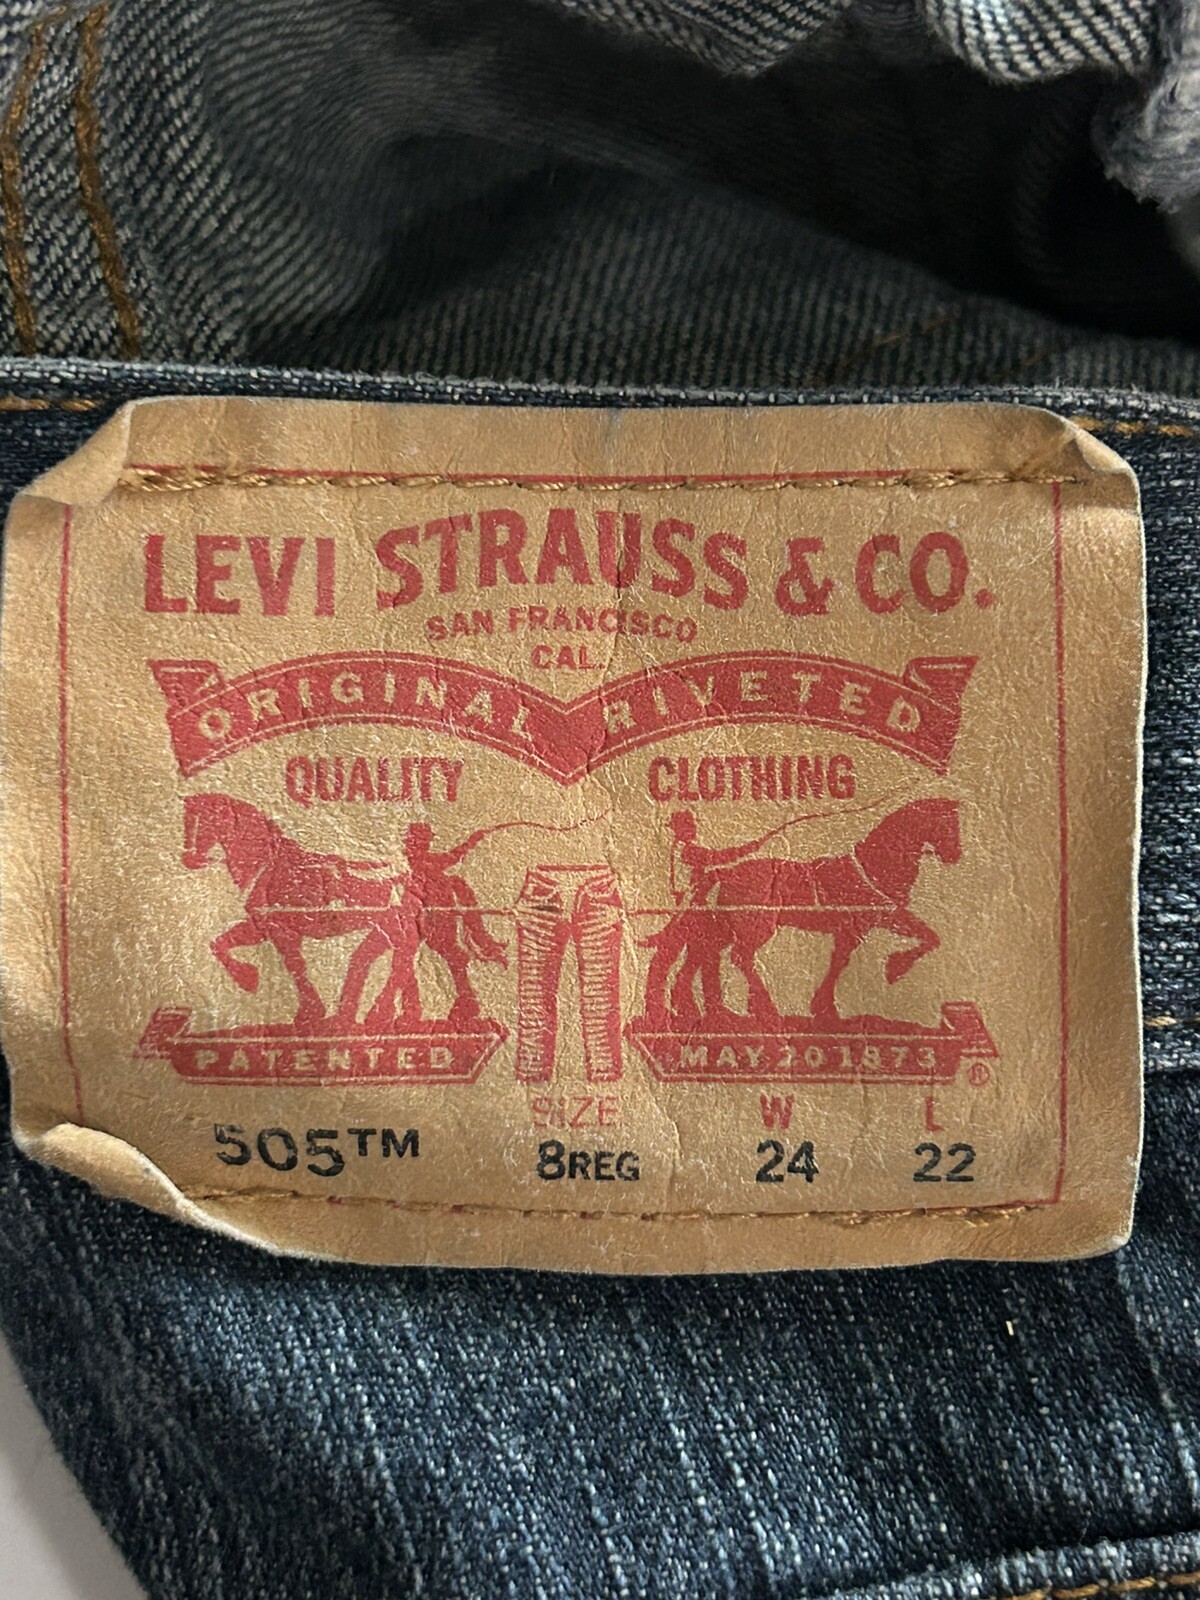 LEVI STRAUSS & CO.
SAN FRANCISCO
CAL.
ORIGINAL RIVETED
QUALITY CLOTHING
PATENTED MAY 20 1873 ®
SIZE W L
505™ 8REG 24 22